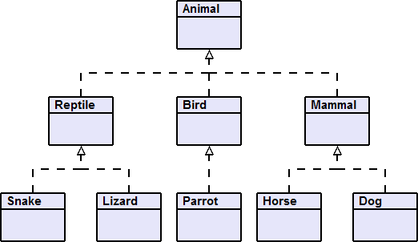 Animal
Reptile
Bird
Mammal
Snake
Lizard
Parrot
Horse
Dog